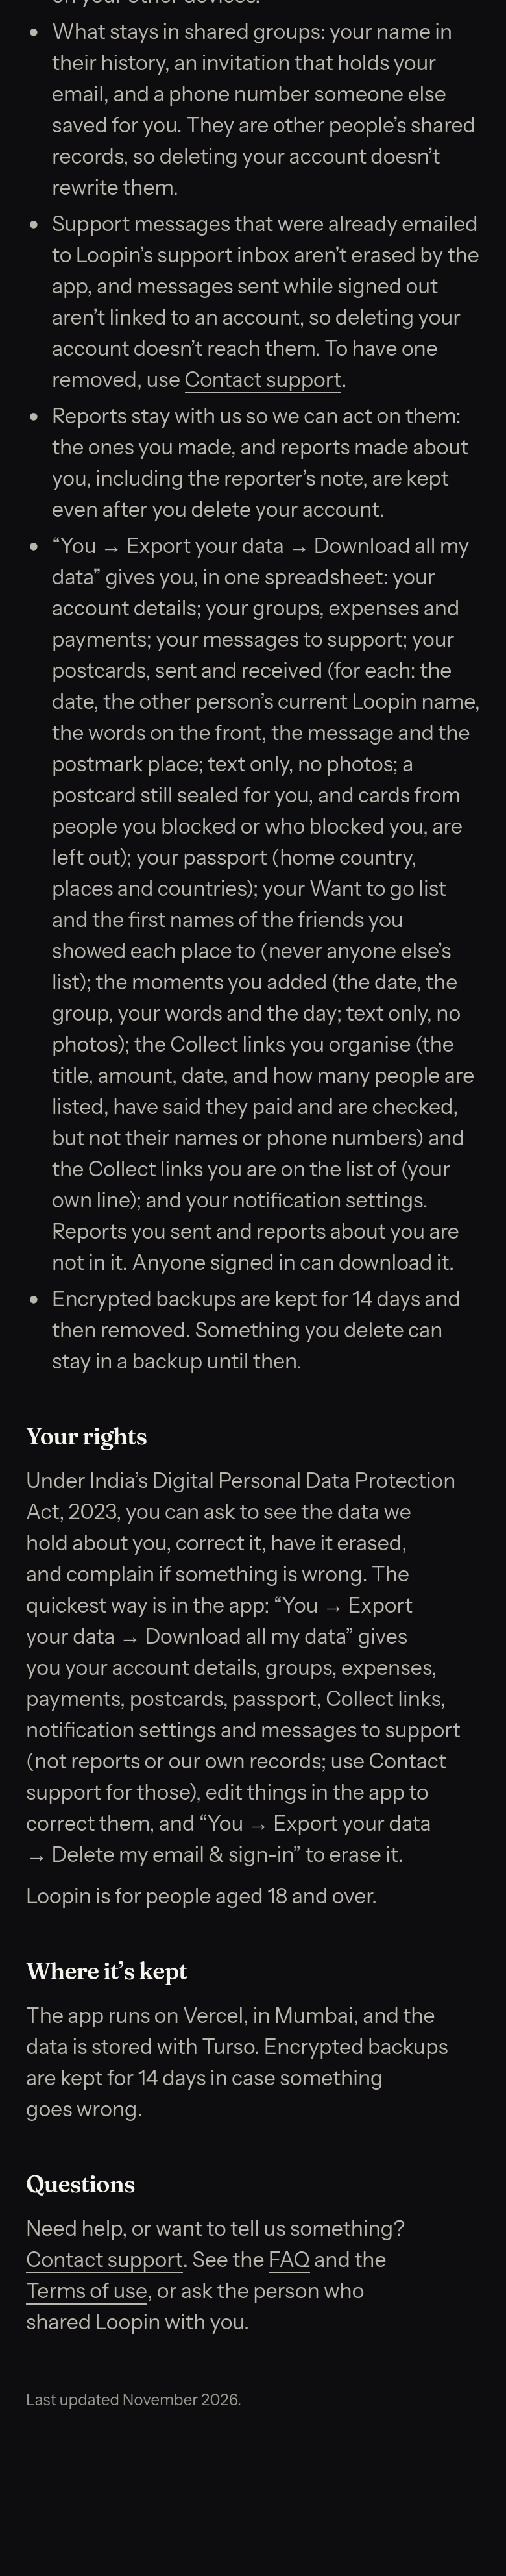 on your other devices.
• What stays in shared groups: your name in
their history, an invitation that holds your
email, and a phone number someone else
saved for you. They are other people’s shared
records, so deleting your account doesn’t
rewrite them.
• Support messages that were already emailed
to Loopin’s support inbox aren’t erased by the
app, and messages sent while signed out
aren’t linked to an account, so deleting your
account doesn’t reach them. To have one
removed, use Contact support.
• Reports stay with us so we can act on them:
the ones you made, and reports made about
you, including the reporter’s note, are kept
even after you delete your account.
• “You → Export your data → Download all my
data” gives you, in one spreadsheet: your
account details; your groups, expenses and
payments; your messages to support; your
postcards, sent and received (for each: the
date, the other person’s current Loopin name,
the words on the front, the message and the
postmark place; text only, no photos; a
postcard still sealed for you, and cards from
people you blocked or who blocked you, are
left out); your passport (home country,
places and countries); your Want to go list
and the first names of the friends you
showed each place to (never anyone else’s
list); the moments you added (the date, the
group, your words and the day; text only, no
photos); the Collect links you organise (the
title, amount, date, and how many people are
listed, have said they paid and are checked,
but not their names or phone numbers) and
the Collect links you are on the list of (your
own line); and your notification settings.
Reports you sent and reports about you are
not in it. Anyone signed in can download it.
• Encrypted backups are kept for 14 days and
then removed. Something you delete can
stay in a backup until then.
Your rights
Under India’s Digital Personal Data Protection
Act, 2023, you can ask to see the data we
hold about you, correct it, have it erased,
and complain if something is wrong. The
quickest way is in the app: “You → Export
your data → Download all my data” gives
you your account details, groups, expenses,
payments, postcards, passport, Collect links,
notification settings and messages to support
(not reports or our own records; use Contact
support for those), edit things in the app to
correct them, and “You → Export your data
→ Delete my email & sign-in” to erase it.
Loopin is for people aged 18 and over.
Where it’s kept
The app runs on Vercel, in Mumbai, and the
data is stored with Turso. Encrypted backups
are kept for 14 days in case something
goes wrong.
Questions
Need help, or want to tell us something?
Contact support. See the FAQ and the
Terms of use, or ask the person who
shared Loopin with you.
Last updated November 2026.